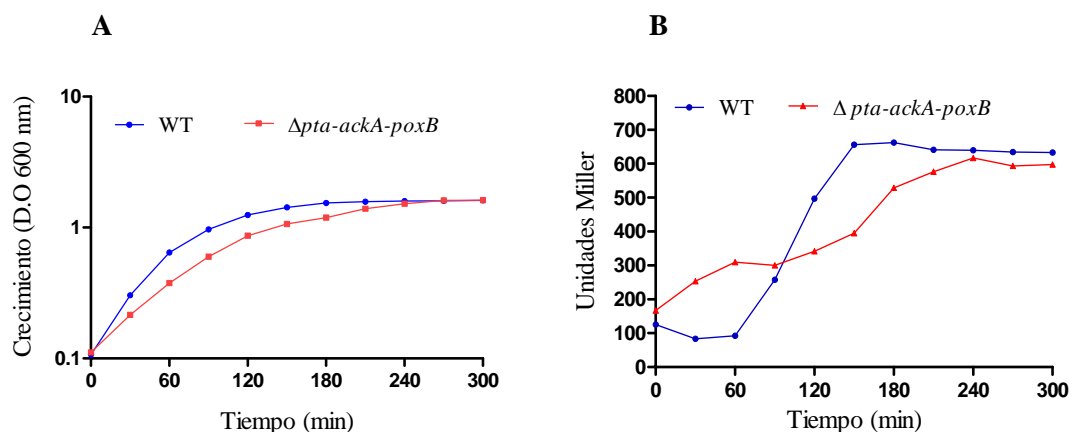 A
Crecimiento (D.O 600 nm)
10
1
0.1
WT
Δpta-ackA-poxB
0
60
120
180
240
300
Tiempo (min)
B
Unidades Miller
800
700
600
500
400
300
200
100
0
WT
Δ pta-ackA-poxB
0
60
120
180
240
300
Tiempo (min)